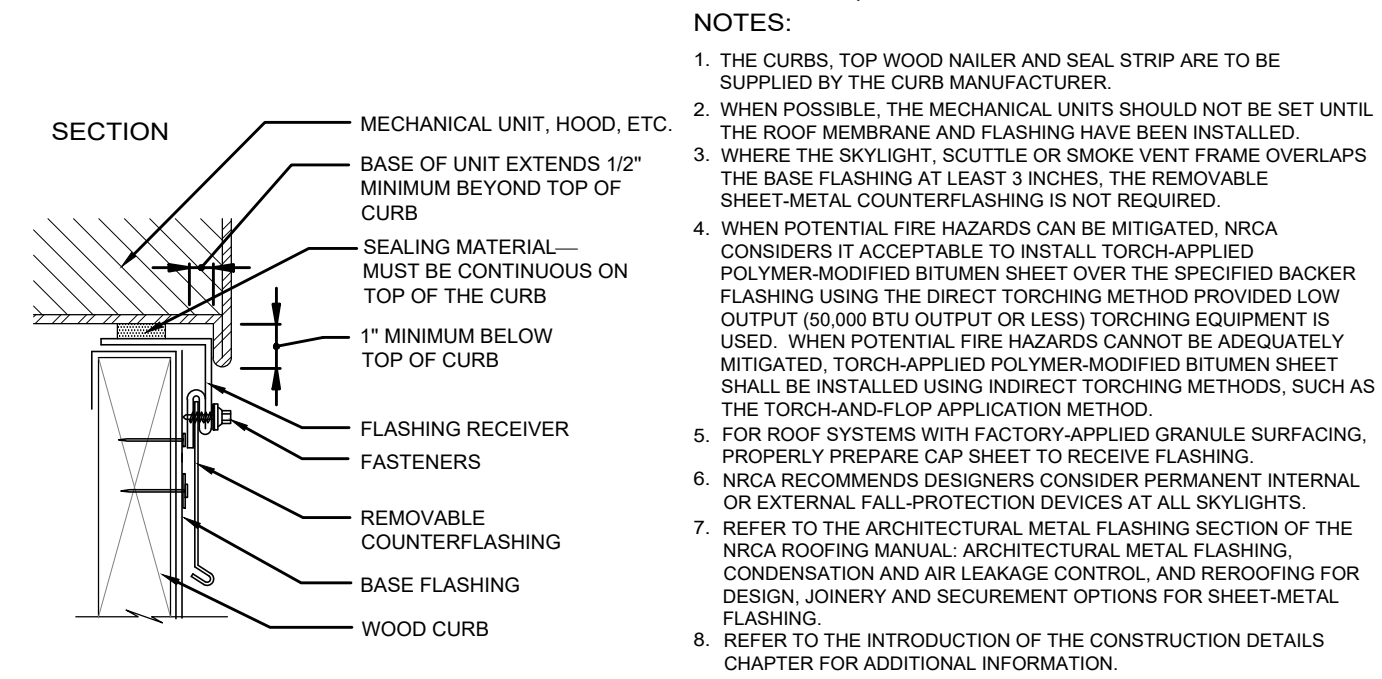 SECTION
MECHANICAL UNIT, HOOD, ETC.
BASE OF UNIT EXTENDS 1/2"
MINIMUM BEYOND TOP OF
CURB
SEALING MATERIAL—
MUST BE CONTINUOUS ON
TOP OF THE CURB
1" MINIMUM BELOW
TOP OF CURB
FLASHING RECEIVER
FASTENERS
REMOVABLE
COUNTERFLASHING
BASE FLASHING
WOOD CURB
NOTES:
1. THE CURBS, TOP WOOD NAILER AND SEAL STRIP ARE TO BE
SUPPLIED BY THE CURB MANUFACTURER.
2. WHEN POSSIBLE, THE MECHANICAL UNITS SHOULD NOT BE SET UNTIL
THE ROOF MEMBRANE AND FLASHING HAVE BEEN INSTALLED.
3. WHERE THE SKYLIGHT, SCUTTLE OR SMOKE VENT FRAME OVERLAPS
THE BASE FLASHING AT LEAST 3 INCHES, THE REMOVABLE
SHEET-METAL COUNTERFLASHING IS NOT REQUIRED.
4. WHEN POTENTIAL FIRE HAZARDS CAN BE MITIGATED, NRCA
CONSIDERS IT ACCEPTABLE TO INSTALL TORCH-APPLIED
POLYMER-MODIFIED BITUMEN SHEET OVER THE SPECIFIED BACKER
FLASHING USING THE DIRECT TORCHING METHOD PROVIDED LOW
OUTPUT (50,000 BTU OUTPUT OR LESS) TORCHING EQUIPMENT IS
USED. WHEN POTENTIAL FIRE HAZARDS CANNOT BE ADEQUATELY
MITIGATED, TORCH-APPLIED POLYMER-MODIFIED BITUMEN SHEET
SHALL BE INSTALLED USING INDIRECT TORCHING METHODS, SUCH AS
THE TORCH-AND-FLOP APPLICATION METHOD.
5. FOR ROOF SYSTEMS WITH FACTORY-APPLIED GRANULE SURFACING,
PROPERLY PREPARE CAP SHEET TO RECEIVE FLASHING.
6. NRCA RECOMMENDS DESIGNERS CONSIDER PERMANENT INTERNAL
OR EXTERNAL FALL-PROTECTION DEVICES AT ALL SKYLIGHTS.
7. REFER TO THE ARCHITECTURAL METAL FLASHING SECTION OF THE
NRCA ROOFING MANUAL: ARCHITECTURAL METAL FLASHING,
CONDENSATION AND AIR LEAKAGE CONTROL, AND REROOFING FOR
DESIGN, JOINERY AND SECUREMENT OPTIONS FOR SHEET-METAL
FLASHING.
8. REFER TO THE INTRODUCTION OF THE CONSTRUCTION DETAILS
CHAPTER FOR ADDITIONAL INFORMATION.